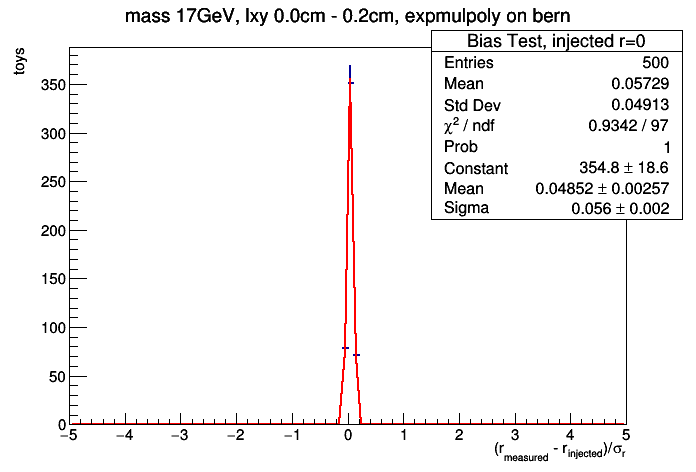 mass 17GeV, lxy 0.0cm - 0.2cm, expmulpoly on bern
Bias Test, injected r=0
Entries 500
Mean 0.05729
Std Dev 0.04913
χ² / ndf 0.9342 / 97
Prob 1
Constant 354.8 ± 18.6
Mean 0.04852 ± 0.00257
Sigma 0.056 ± 0.002
toys
350
300
250
200
150
100
50
0
−5 −4 −3 −2 −1 0 1 2 3 4 5
(r_measured - r_injected)/σ_r